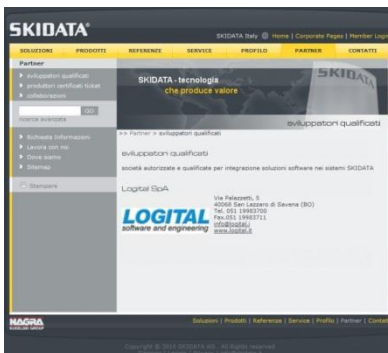 SKIDATA®
SKIDATA Italy Home | Corporate Pages | Member Login
SOLUZIONI PRODOTTI REFERENZE SERVICE PROFILO PARTNER CONTATTI
Partner
sviluppatori qualificati
produttori certificati ticket
collaborazioni
GO
ricerca avanzata
Richiesta Informazioni
Lavora con noi
Dove siamo
Sitemap
Stampare
SKIDATA - tecnologia
che produce valore
SKIDATA
sviluppatori qualificati
>> Partner > sviluppatori qualificati
sviluppatori qualificati
società autorizzate e qualificate per integrazione soluzioni software nei sistemi SKIDATA
Logital SpA
LOGITAL
software and engineering
Via Palazzetti, 5
40068 San Lazzaro di Savena (BO)
Tel. 051 19983700
Fax.051 19983711
info@logital.i
www.logital.it
NAGRA
KUDELSKI GROUP
Soluzioni | Prodotti | Referenze | Service | Profilo | Partner | Contatt
Copyright © 2010 SKIDATA AG. All Rights reserved.